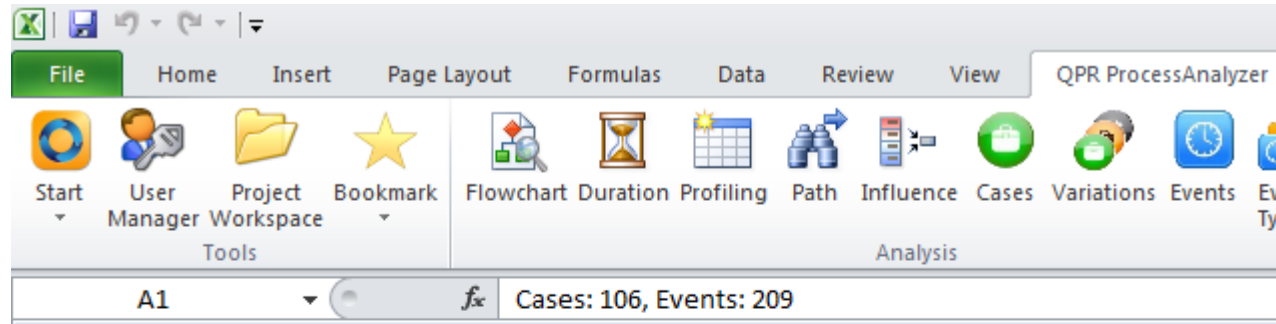 File Home Insert Page Layout Formulas Data Review View QPR ProcessAnalyzer
Start User Manager Project Workspace Bookmark Flowchart Duration Profiling Path Influence Cases Variations Events
Tools Analysis
A1 fx Cases: 106, Events: 209